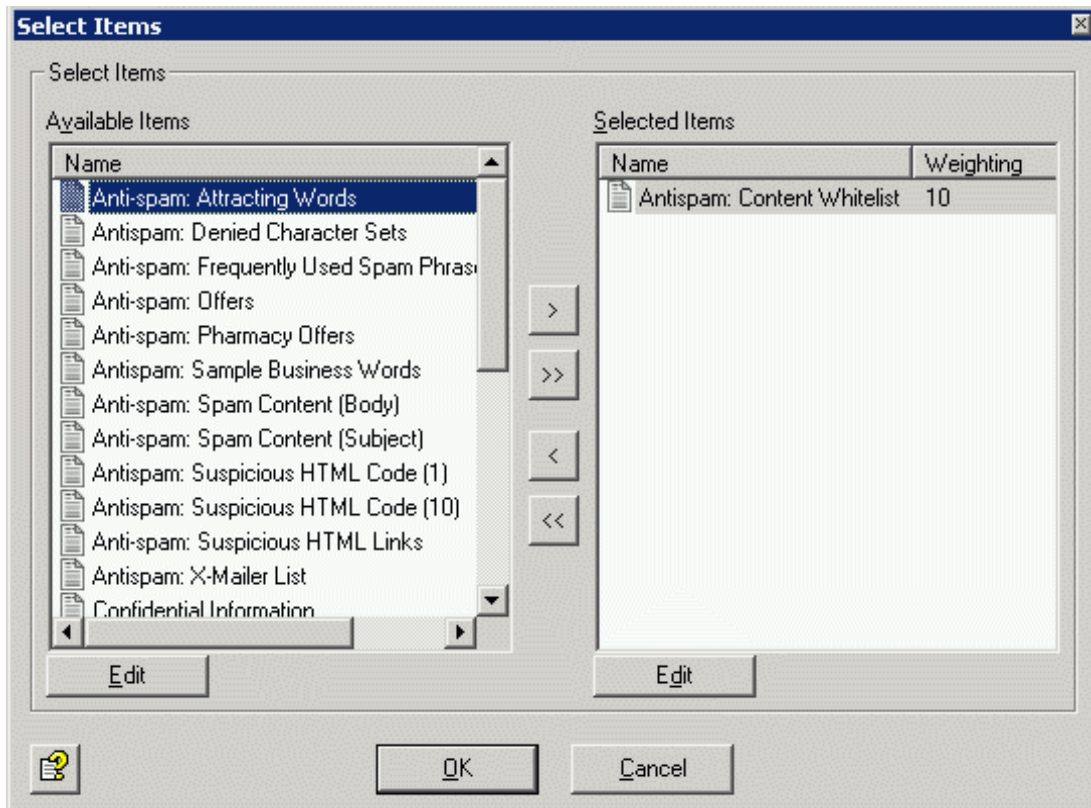 Select Items
Select Items
Available Items
Name
Anti-spam: Attracting Words
Antispam: Denied Character Sets
Anti-spam: Frequently Used Spam Phras
Anti-spam: Offers
Anti-spam: Pharmacy Offers
Antispam: Sample Business Words
Anti-spam: Spam Content (Body)
Anti-spam: Spam Content (Subject)
Antispam: Suspicious HTML Code (1)
Antispam: Suspicious HTML Code (10)
Anti-spam: Suspicious HTML Links
Antispam: X-Mailer List
Confidential Information
Edit
>
>>
<
<<
Selected Items
Name Weighting
Antispam: Content Whitelist 10
Edit
OK
Cancel